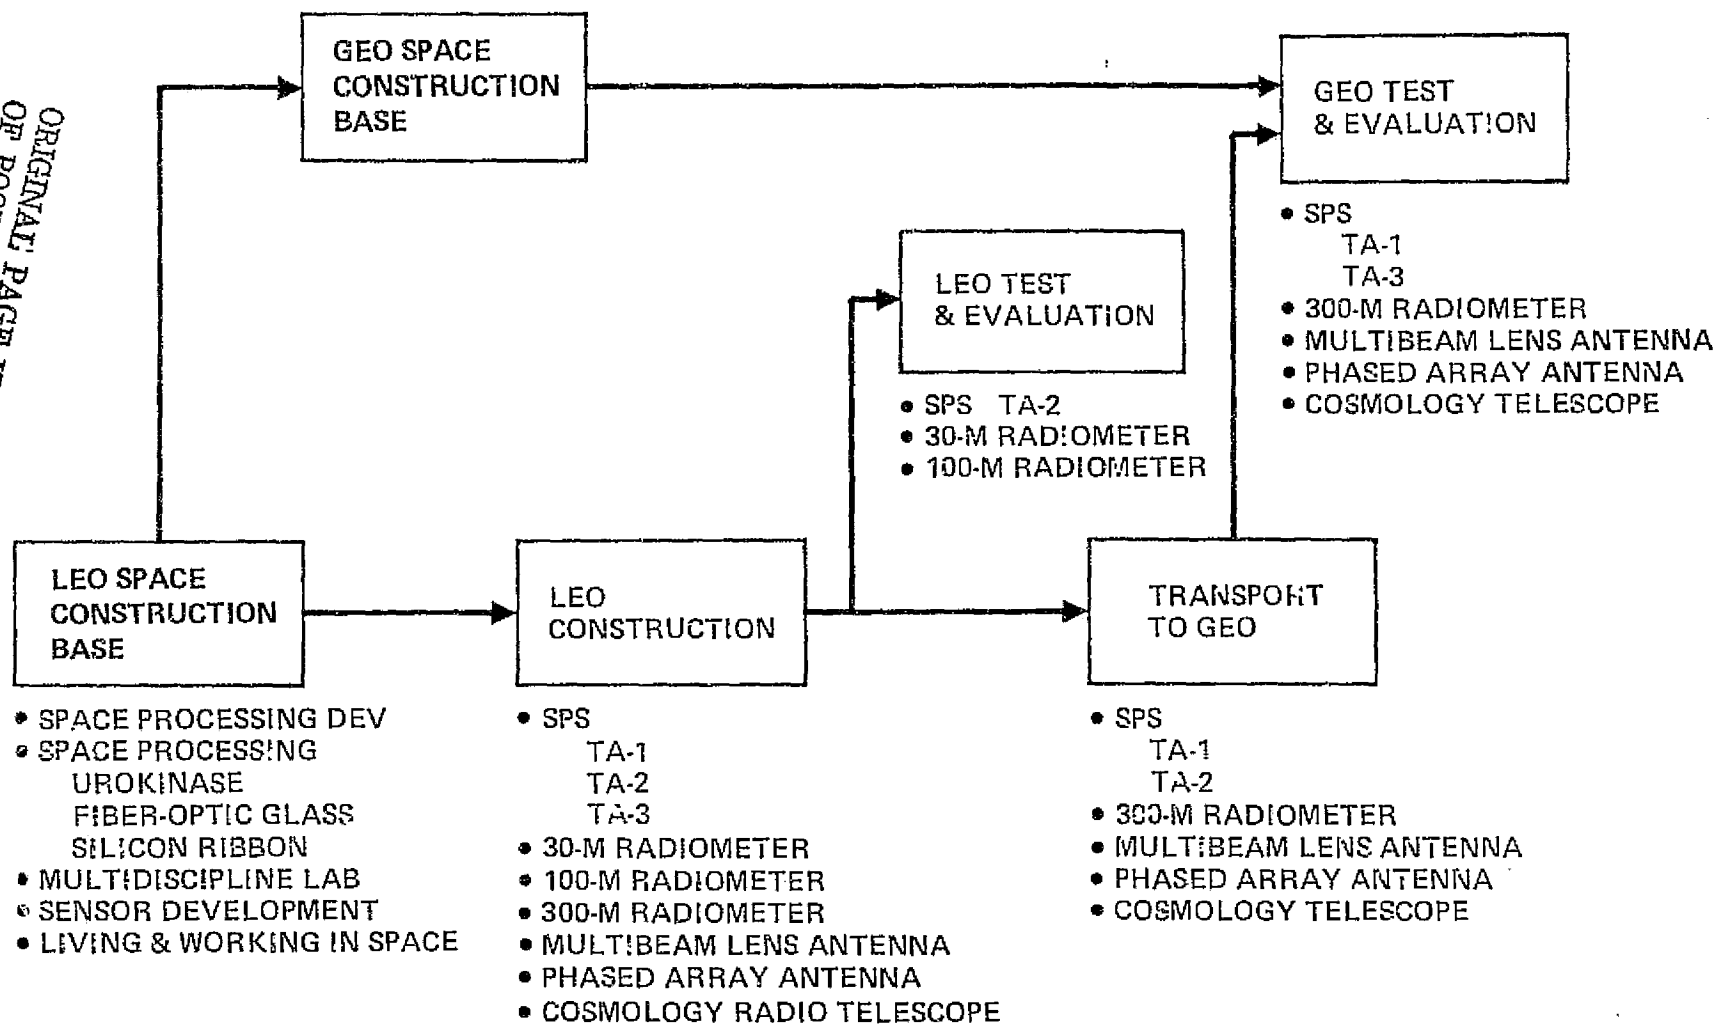 ORIGINAL PAGE IS
OF
GEO SPACE
CONSTRUCTION
BASE
GEO TEST
& EVALUATION
• SPS
TA-1
TA-3
• 300-M RADIOMETER
• MULTIBEAM LENS ANTENNA
• PHASED ARRAY ANTENNA
• COSMOLOGY TELESCOPE
LEO TEST
& EVALUATION
• SPS TA-2
• 30-M RADIOMETER
• 100-M RADIOMETER
LEO SPACE
CONSTRUCTION
BASE
• SPACE PROCESSING DEV
• SPACE PROCESSING
UROKINASE
FIBER-OPTIC GLASS
SILICON RIBBON
• MULTIDISCIPLINE LAB
• SENSOR DEVELOPMENT
• LIVING & WORKING IN SPACE
LEO
CONSTRUCTION
• SPS
TA-1
TA-2
TA-3
• 30-M RADIOMETER
• 100-M RADIOMETER
• 300-M RADIOMETER
• MULTIBEAM LENS ANTENNA
• PHASED ARRAY ANTENNA
• COSMOLOGY RADIO TELESCOPE
TRANSPORT
TO GEO
• SPS
TA-1
TA-2
• 300-M RADIOMETER
• MULTIBEAM LENS ANTENNA
• PHASED ARRAY ANTENNA
• COSMOLOGY TELESCOPE